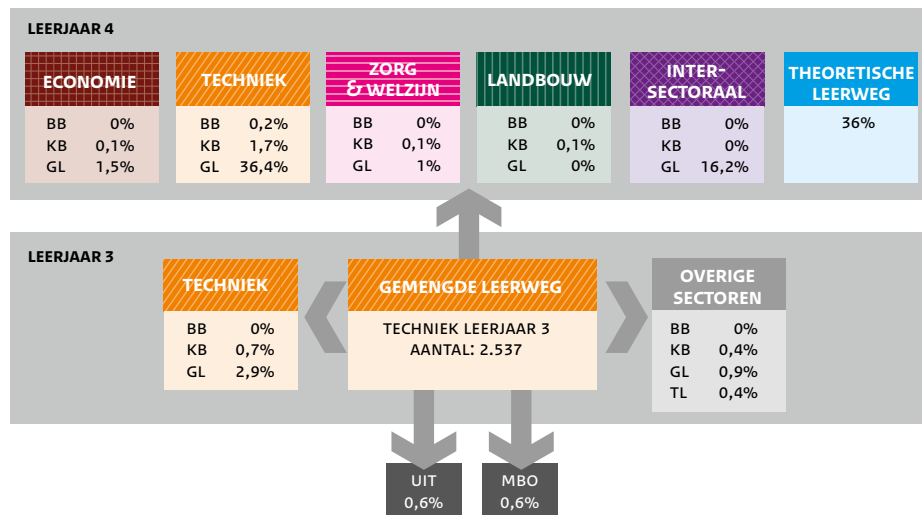 LEERJAAR 4
ECONOMIE
BB 0%
KB 0,1%
GL 1,5%
TECHNIEK
BB 0,2%
KB 1,7%
GL 36,4%
ZORG
& WELZIJN
BB 0%
KB 0,1%
GL 1%
LANDBOUW
BB 0%
KB 0,1%
GL 0%
INTER-
SECTORAAL
BB 0%
KB 0%
GL 16,2%
THEORETISCHE
LEERWEG
36%
LEERJAAR 3
TECHNIEK
BB 0%
KB 0,7%
GL 2,9%
GEMENGDE LEERWEG
TECHNIEK LEERJAAR 3
AANTAL: 2.537
OVERIGE
SECTOREN
BB 0%
KB 0,4%
GL 0,9%
TL 0,4%
UIT
0,6%
MBO
0,6%